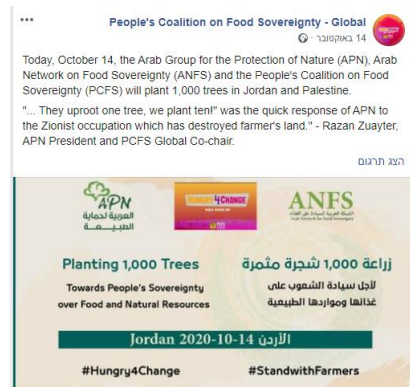 People's Coalition on Food Sovereignty - Global
14 באוקטובר ·
Today, October 14, the Arab Group for the Protection of Nature (APN), Arab
Network on Food Sovereignty (ANFS) and the People's Coalition on Food
Sovereignty (PCFS) will plant 1,000 trees in Jordan and Palestine.
"... They uproot one tree, we plant ten!" was the quick response of APN to
the Zionist occupation which has destroyed farmer's land." - Razan Zuayter,
APN President and PCFS Global Co-chair.
הצג תרגום
APN
العربية لحماية
الطبيعة
HUNGRY4CHANGE
ANFS
الشبكة العربية للسيادة على الغذاء
Arab Network for Food Sovereignty
Planting 1,000 Trees
زراعة 1,000 شجرة مثمرة
Towards People's Sovereignty
over Food and Natural Resources
لأجل سيادة الشعوب على
غذائها ومواردها الطبيعية
Jordan 2020-10-14 الأردن
#Hungry4Change
#StandwithFarmers